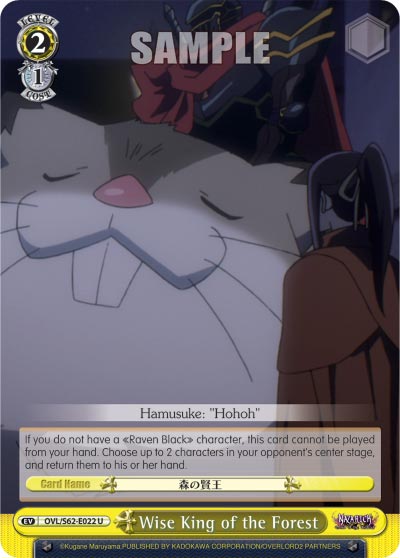 LEVEL
2
1
COST
SAMPLE
Hamusuke: "Hohoh"
If you do not have a «Raven Black» character, this card cannot be played
from your hand. Choose up to 2 characters in your opponent's center stage,
and return them to his or her hand.
Card Name 森の賢王
EV OVL/S62-E022 U Wise King of the Forest NAZARICK
©Kugane Maruyama,PUBLISHED BY KADOKAWA CORPORATION/OVERLORD2 PARTNERS